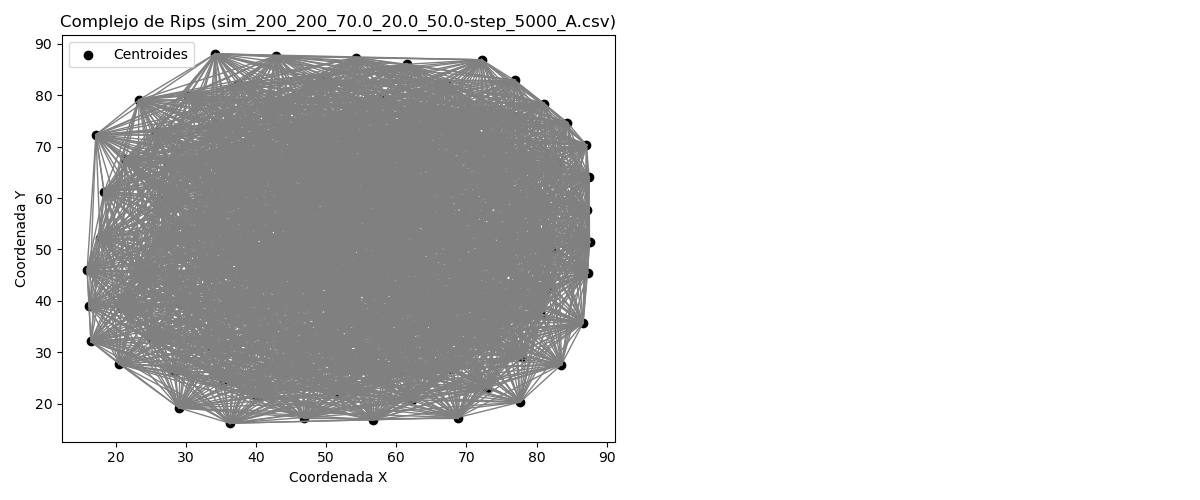 Complejo de Rips (sim_200_200_70.0_20.0_50.0-step_5000_A.csv)
Centroides
90
80
70
60
50
40
30
20
Coordenada Y
20 30 40 50 60 70 80 90
Coordenada X